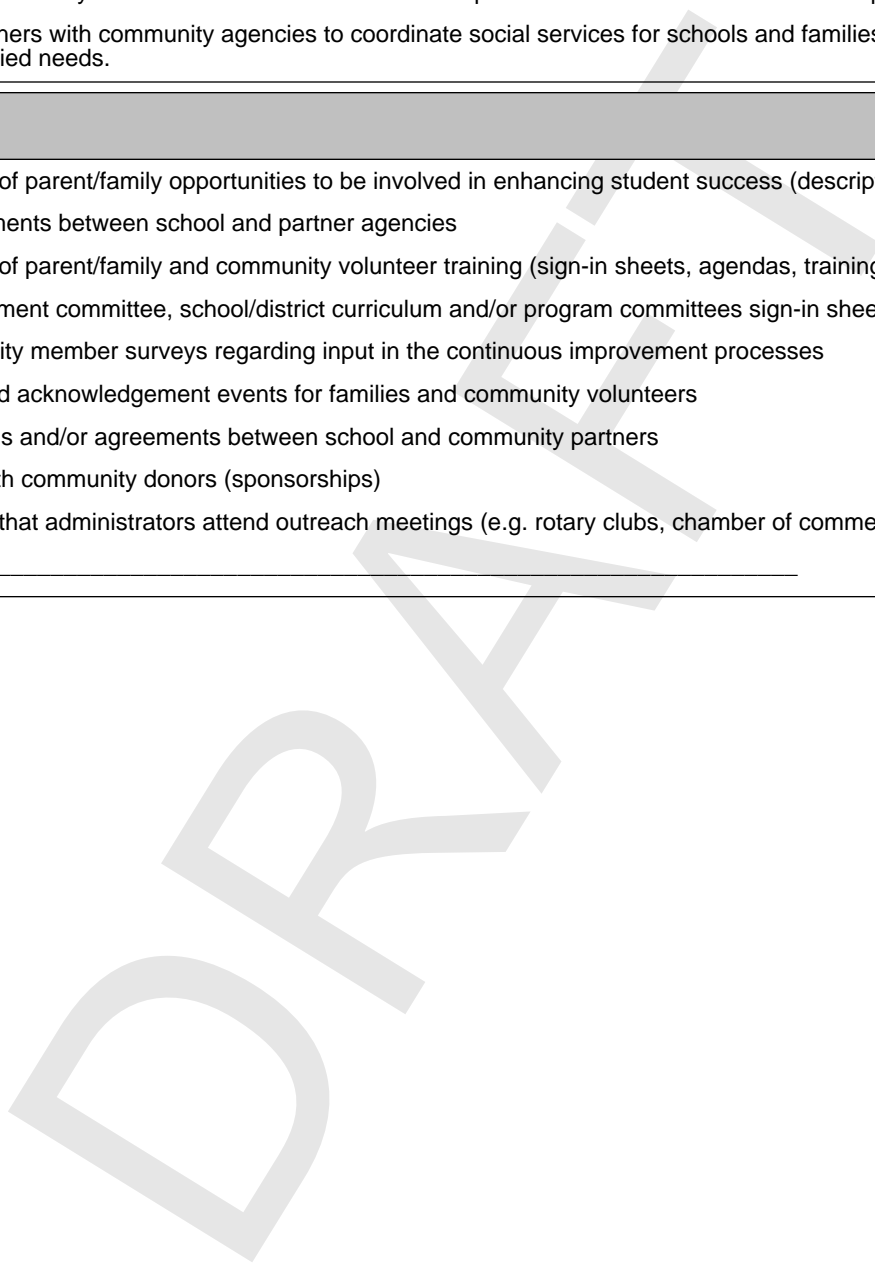 ners with community agencies to coordinate social services for schools and families
ied needs.
of parent/family opportunities to be involved in enhancing student success (descrip
ments between school and partner agencies
of parent/family and community volunteer training (sign-in sheets, agendas, training
ment committee, school/district curriculum and/or program committees sign-in shee
ity member surveys regarding input in the continuous improvement processes
d acknowledgement events for families and community volunteers
s and/or agreements between school and community partners
th community donors (sponsorships)
that administrators attend outreach meetings (e.g. rotary clubs, chamber of comme
DRAFT